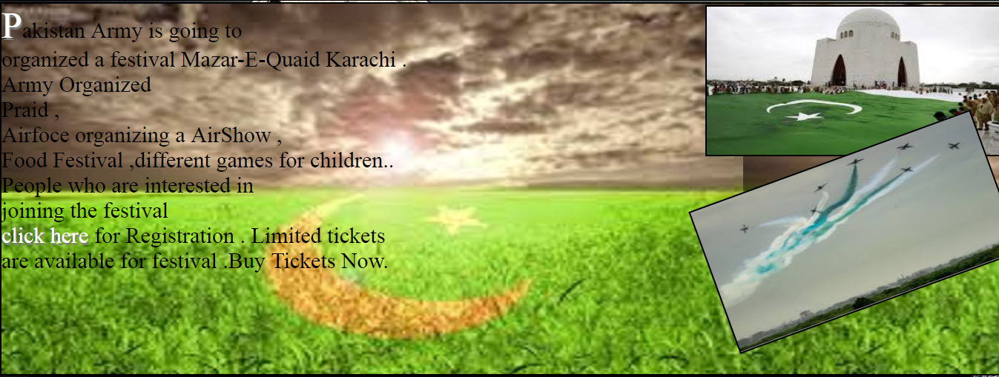 Pakistan Army is going to
organized a festival Mazar-E-Quaid Karachi .
Army Organized
Praid ,
Airfoce organizing a AirShow ,
Food Festival ,different games for children..
People who are interested in
joining the festival
click here for Registration . Limited tickets
are available for festival .Buy Tickets Now.